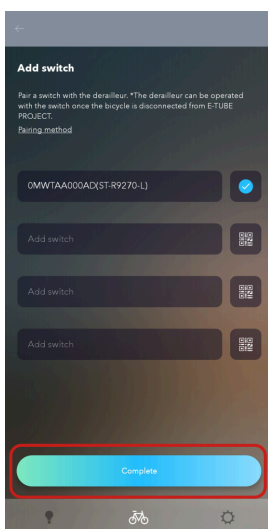 Add switch
Pair a switch with the derailleur. *The derailleur can be operated
with the switch once the bicycle is disconnected from E-TUBE
PROJECT.
Pairing method
0MWTAA000AD(ST-R9270-L)
Add switch
Add switch
Add switch
Complete